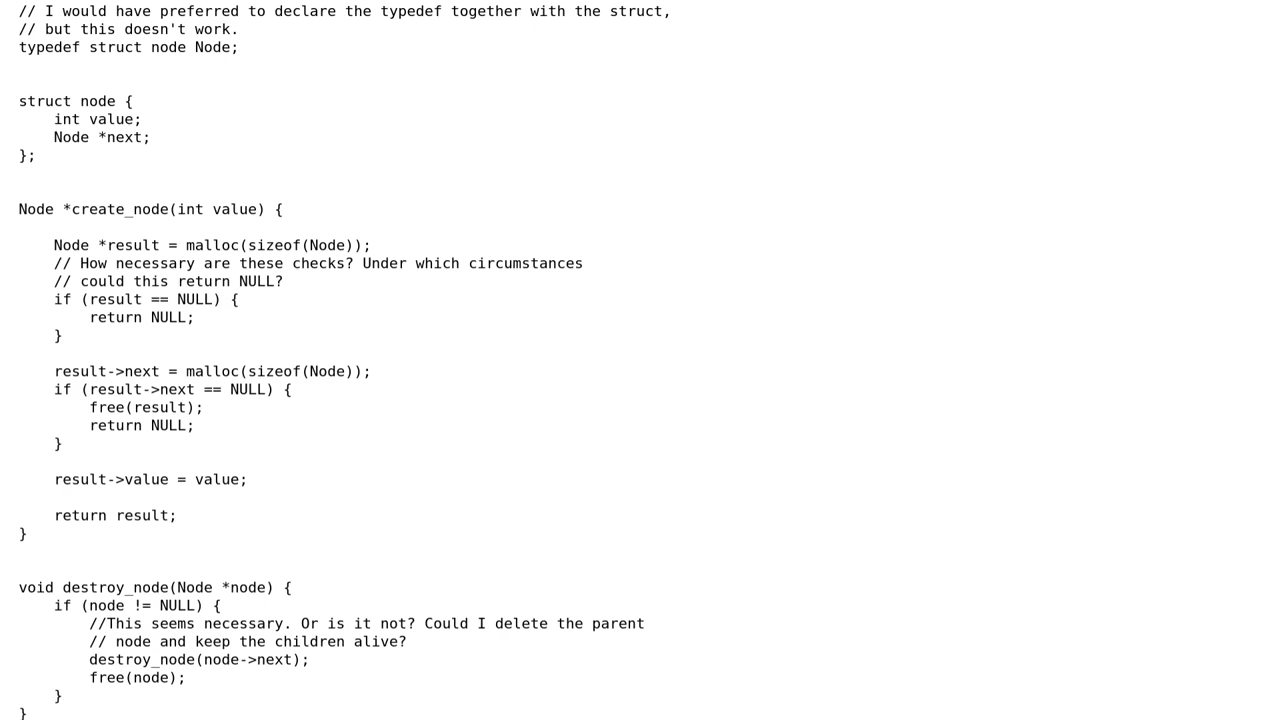 // I would have preferred to declare the typedef together with the struct,
// but this doesn't work.
typedef struct node Node;
struct node {
    int value;
    Node *next;
};
Node *create_node(int value) {
    Node *result = malloc(sizeof(Node));
    // How necessary are these checks? Under which circumstances
    // could this return NULL?
    if (result == NULL) {
        return NULL;
    }
    result->next = malloc(sizeof(Node));
    if (result->next == NULL) {
        free(result);
        return NULL;
    }
    result->value = value;
    return result;
}
void destroy_node(Node *node) {
    if (node != NULL) {
        //This seems necessary. Or is it not? Could I delete the parent
        // node and keep the children alive?
        destroy_node(node->next);
        free(node);
    }
}